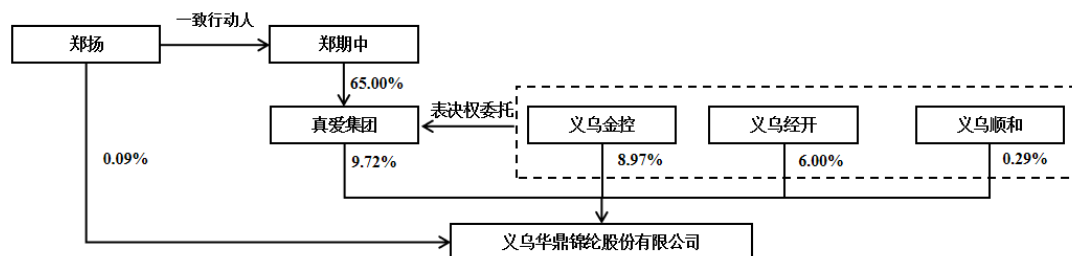 一致行动人
郑扬
郑期中
65.00%
表决权委托
真爱集团
义乌金控
义乌经开
义乌顺和
0.09%
9.72%
8.97%
6.00%
0.29%
义乌华鼎锦纶股份有限公司